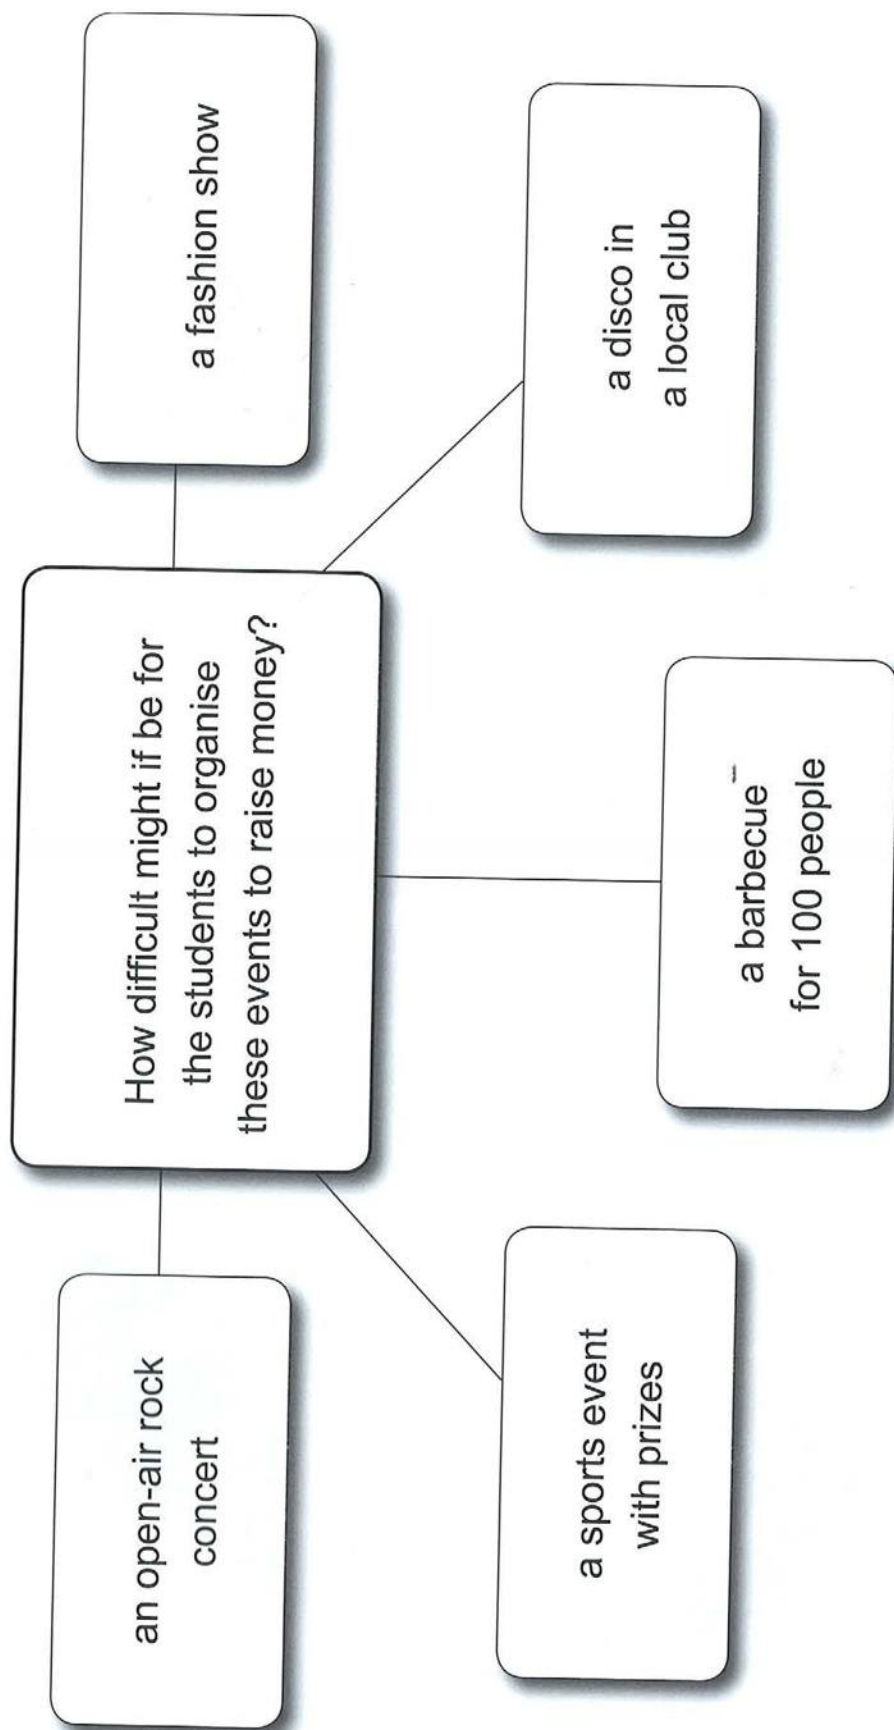 How difficult might if be for
the students to organise
these events to raise money?
an open-air rock
concert
a fashion show
a sports event
with prizes
a disco in
a local club
a barbecue
for 100 people